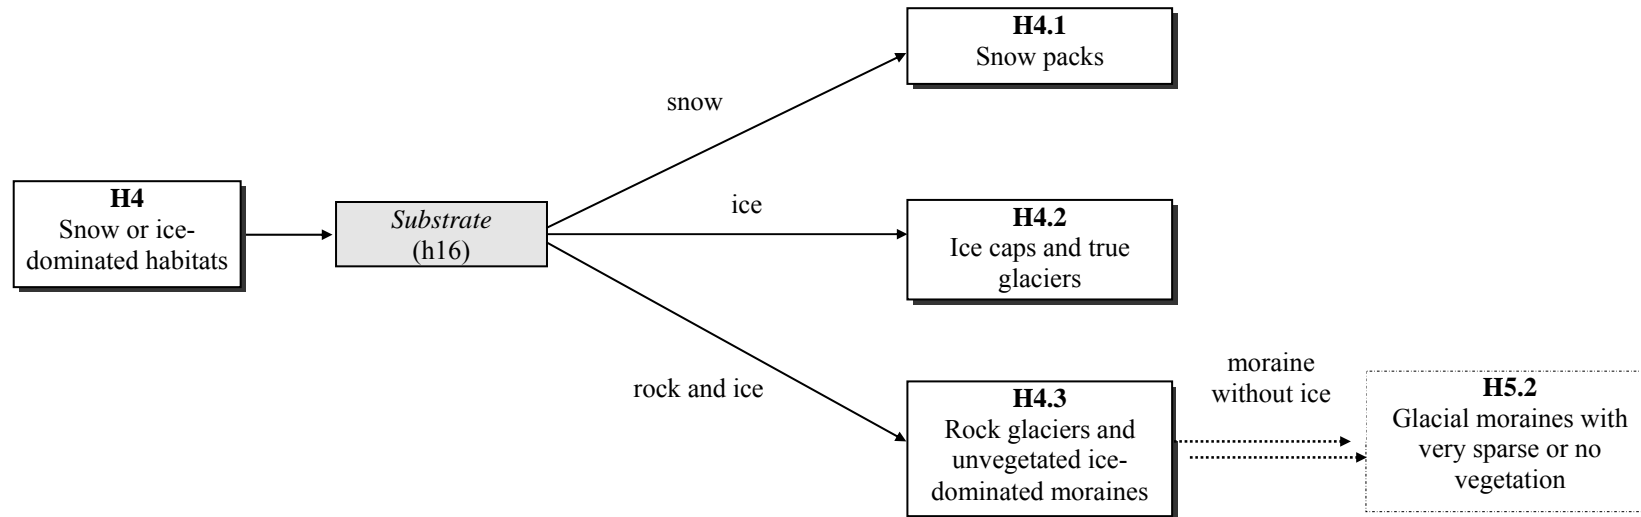 H4.1
Snow packs
snow
H4
Snow or ice-
dominated habitats
Substrate
(h16)
ice
H4.2
Ice caps and true
glaciers
rock and ice
H4.3
Rock glaciers and
unvegetated ice-
dominated moraines
moraine
without ice
H5.2
Glacial moraines with
very sparse or no
vegetation